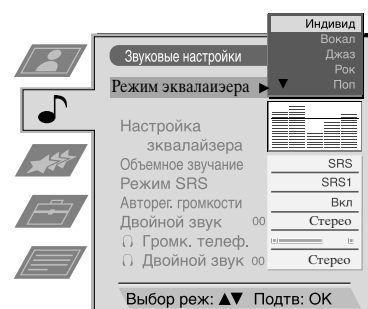 Индивид
Вокал
Джаз
Рок
Поп
Звуковые настройки
Режим эквалаиэера
Настройка
эквалайзера
Объемное звучание SRS
Режим SRS SRS1
Авторег. громкости Вкл
Двойной звук 00 Стерео
Громк. телеф.
Двойной звук 00 Стерео
Выбор реж: ▲▼ Подтв: OK